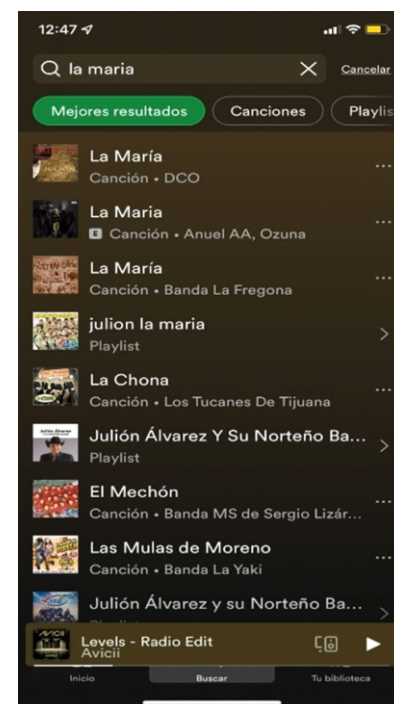 12:47
la maria
Cancelar
Mejores resultados Canciones Playlis
La María
Canción • DCO
La Maria
E Canción • Anuel AA, Ozuna
La María
Canción • Banda La Fregona
julion la maria
Playlist
La Chona
Canción • Los Tucanes De Tijuana
Julión Álvarez Y Su Norteño Ba...
Playlist
El Mechón
Canción • Banda MS de Sergio Lizár...
Las Mulas de Moreno
Canción • Banda La Yaki
Julión Álvarez y su Norteño Ba...
Levels - Radio Edit
Avicii
Inicio Buscar Tu biblioteca